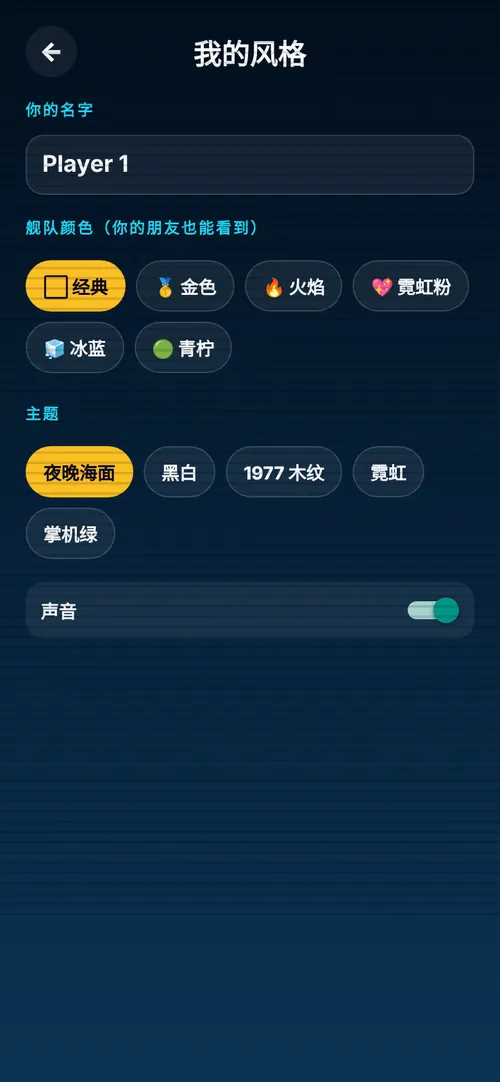 我的风格
你的名字
Player 1
舰队颜色（你的朋友也能看到）
经典 🥇 金色 🔥 火焰 💖 霓虹粉
🧊 冰蓝 🟢 青柠
主题
夜晚海面 黑白 1977 木纹 霓虹
掌机绿
声音